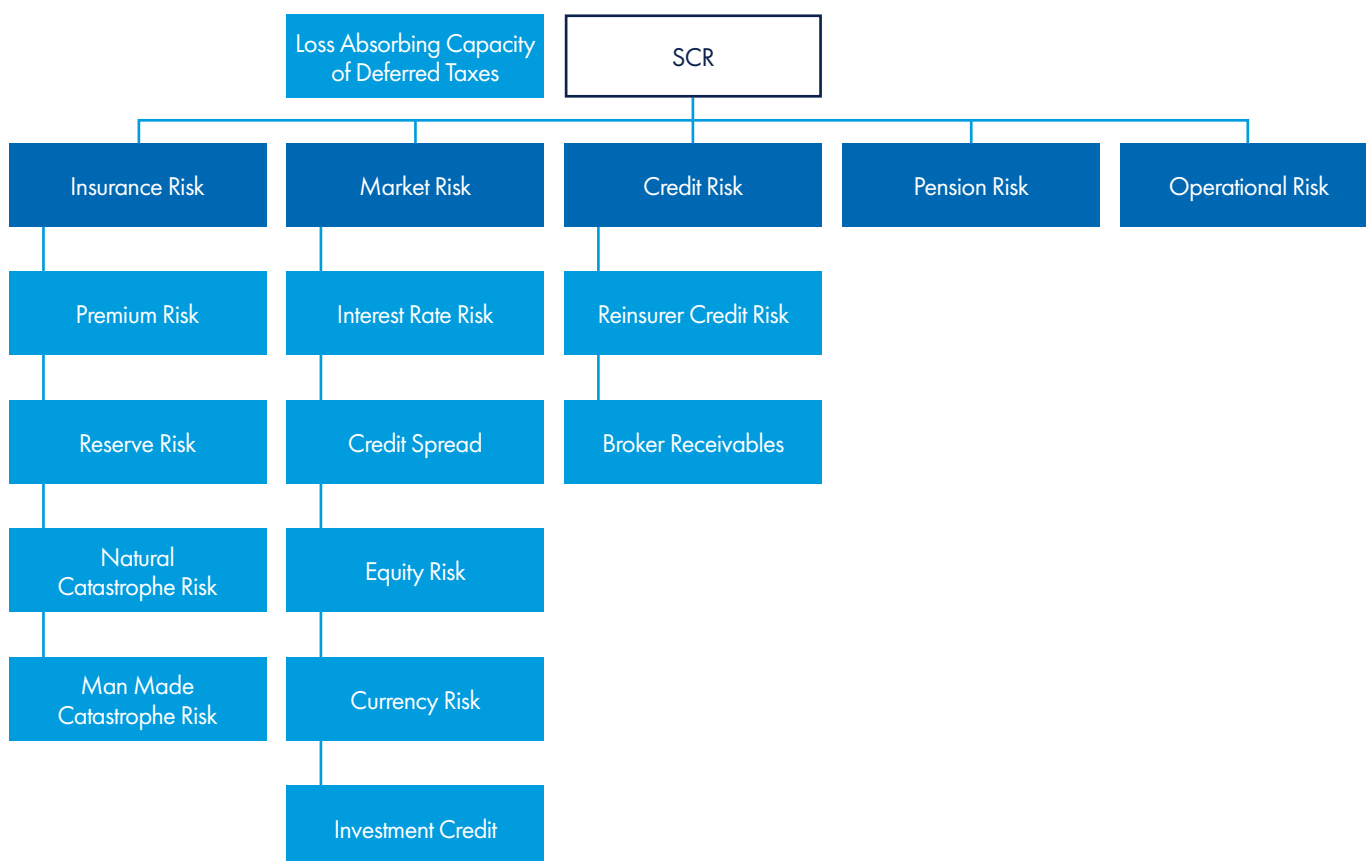 Loss Absorbing Capacity
of Deferred Taxes
SCR
Insurance Risk
Market Risk
Credit Risk
Pension Risk
Operational Risk
Premium Risk
Interest Rate Risk
Reinsurer Credit Risk
Reserve Risk
Credit Spread
Broker Receivables
Natural
Catastrophe Risk
Equity Risk
Man Made
Catastrophe Risk
Currency Risk
Investment Credit